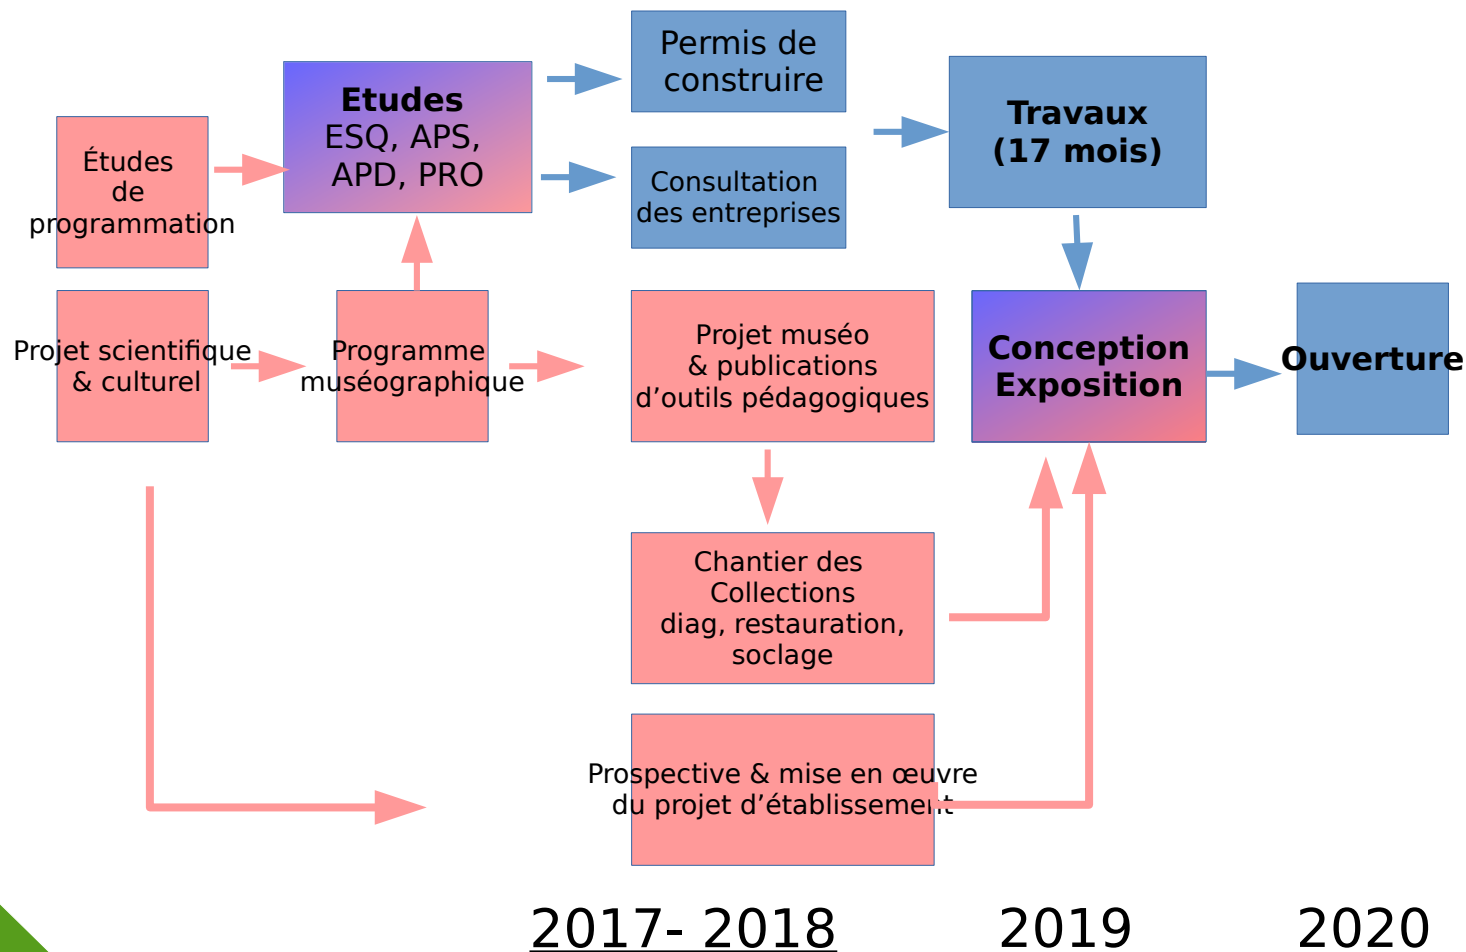 Permis de
construire
Etudes
ESQ, APS,
APD, PRO
Travaux
(17 mois)
Études
de
programmation
Consultation
des entreprises
Projet scientifique
& culturel
Programme
muséographique
Projet muséo
& publications
d’outils pédagogiques
Conception
Exposition
Ouverture
Chantier des
Collections
diag, restauration,
soclage
Prospective & mise en œuvre
du projet d’établissement
2017- 2018
2019
2020